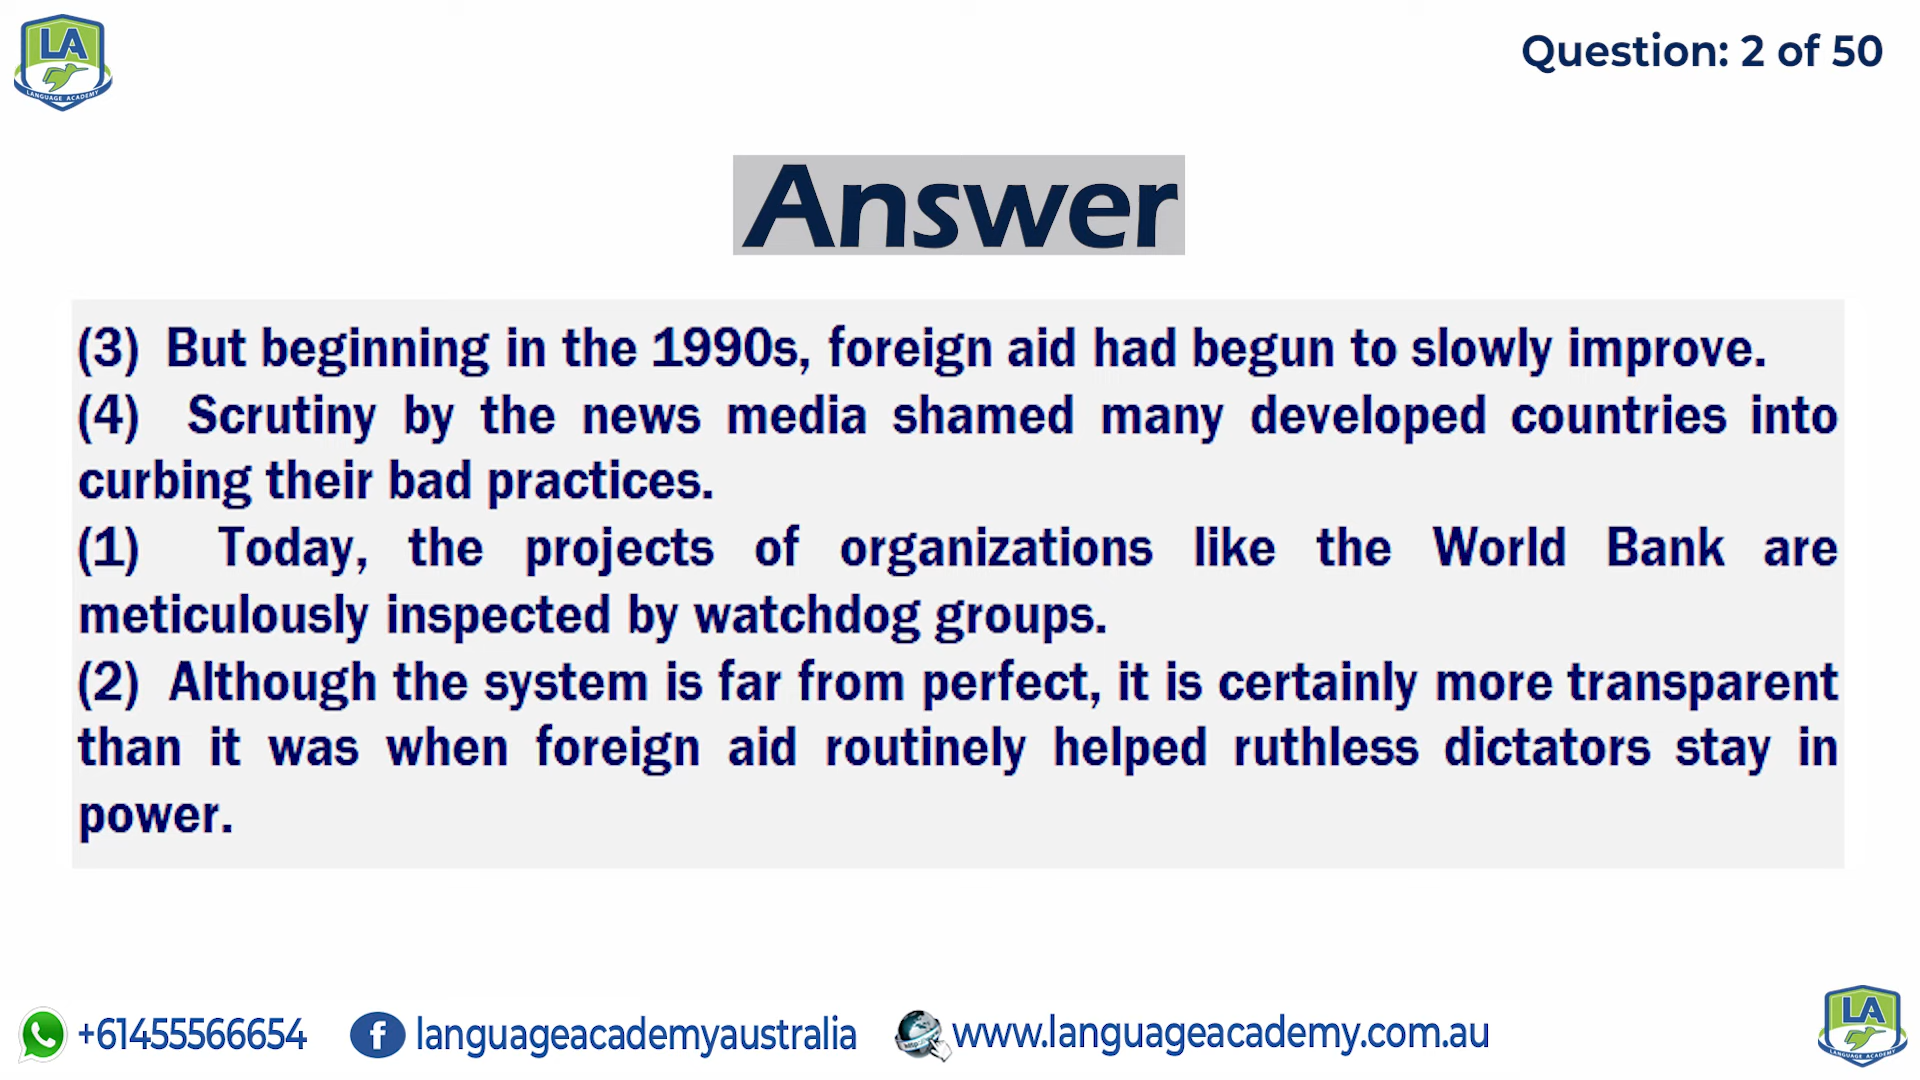 LA
LANGUAGE ACADEMY
Question: 2 of 50
Answer
(3) But beginning in the 1990s, foreign aid had begun to slowly improve.
(4) Scrutiny by the news media shamed many developed countries into
curbing their bad practices.
(1) Today, the projects of organizations like the World Bank are
meticulously inspected by watchdog groups.
(2) Although the system is far from perfect, it is certainly more transparent
than it was when foreign aid routinely helped ruthless dictators stay in
power.
+61455566654
languageacademyaustralia
www.languageacademy.com.au
LA
LANGUAGE ACADEMY